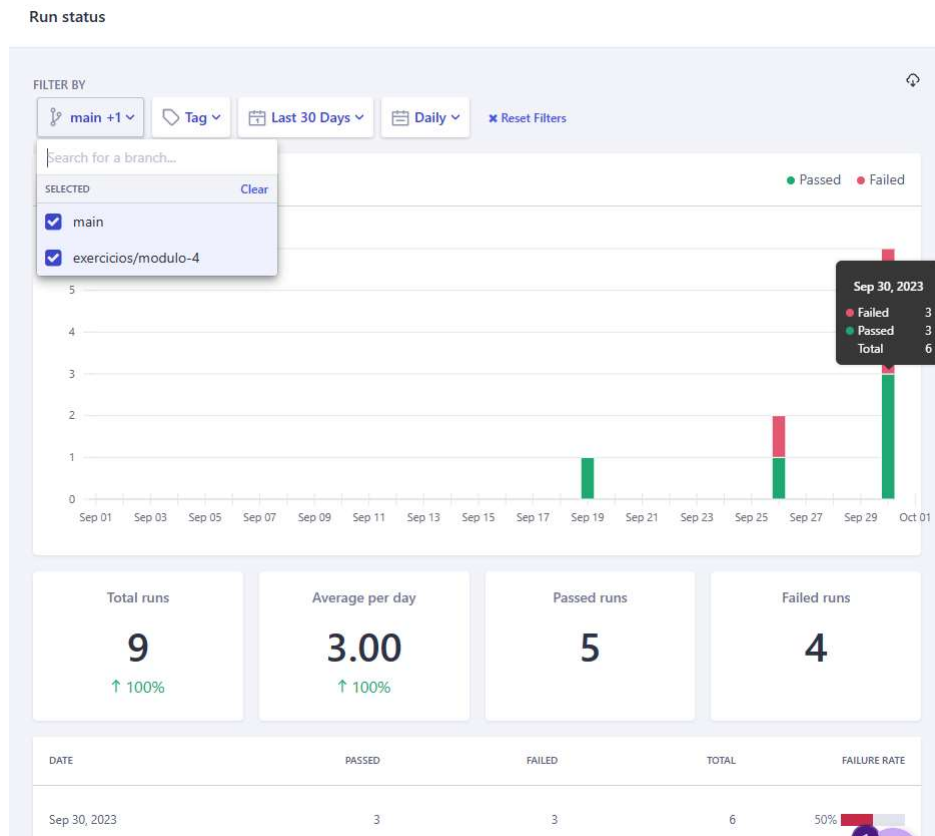 Run status
FILTER BY
main +1 Tag Last 30 Days Daily Reset Filters
Search for a branch...
SELECTED Clear
main
exercicios/modulo-4
Passed Failed
Sep 30, 2023
Failed 3
Passed 3
Total 6
5
4
3
2
1
0
Sep 01 Sep 03 Sep 05 Sep 07 Sep 09 Sep 11 Sep 13 Sep 15 Sep 17 Sep 19 Sep 21 Sep 23 Sep 25 Sep 27 Sep 29 Oct 01
Total runs Average per day Passed runs Failed runs
9 3.00 5 4
↑ 100% ↑ 100%
DATE PASSED FAILED TOTAL FAILURE RATE
Sep 30, 2023 3 3 6 50%